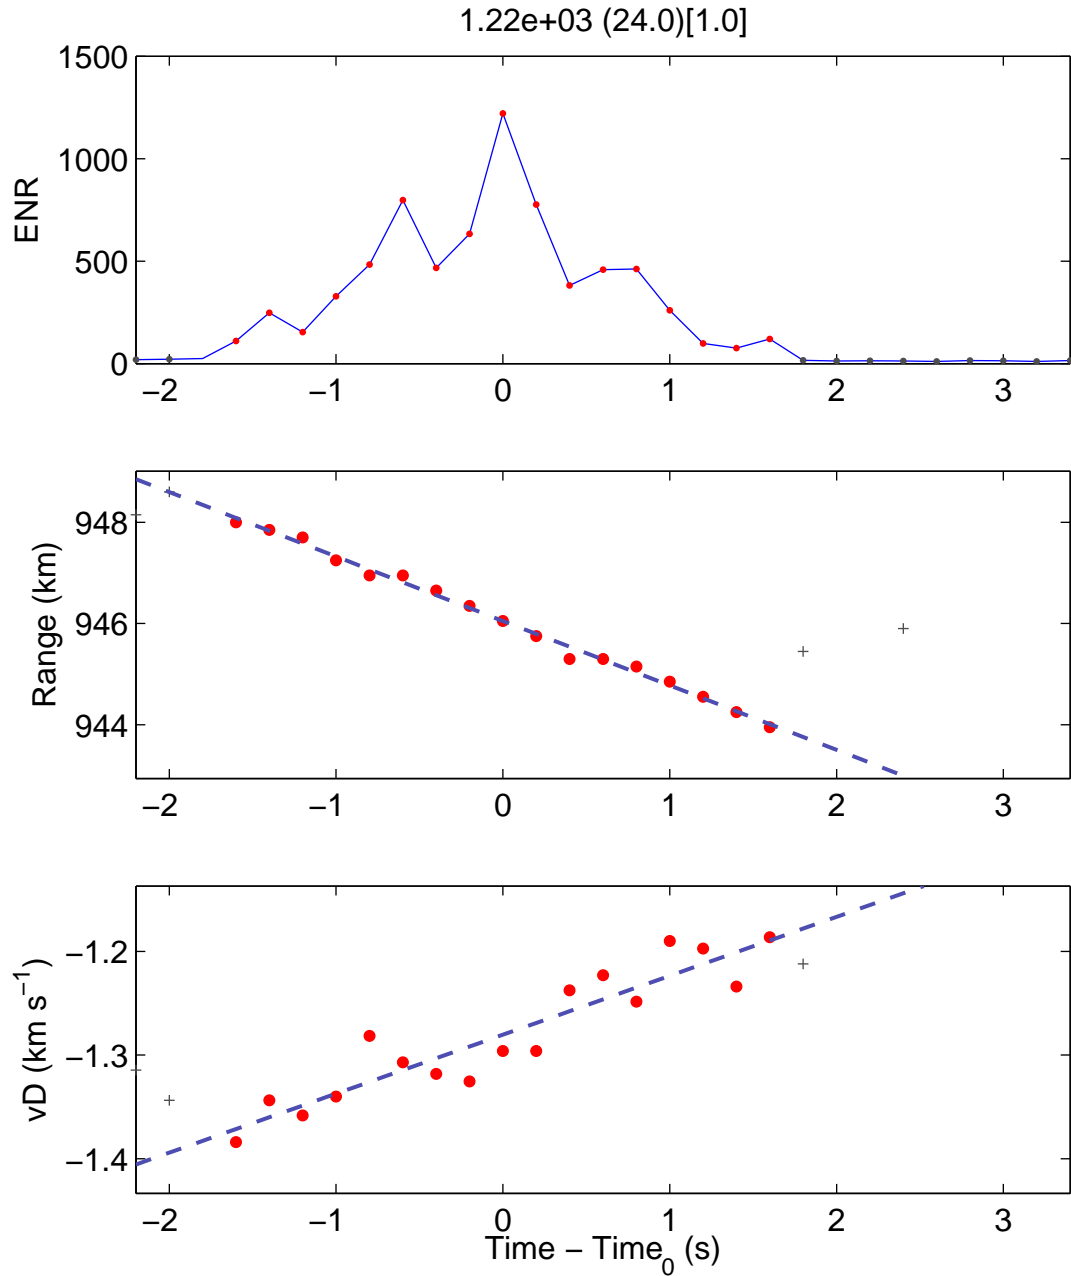 1.22e+03 (24.0)[1.0]
1500
1000
500
0
ENR
−2 −1 0 1 2 3
948
946
944
Range (km)
−2 −1 0 1 2 3
−1.2
−1.3
−1.4
vD (km s−1)
−2 −1 0 1 2 3
Time − Time0 (s)